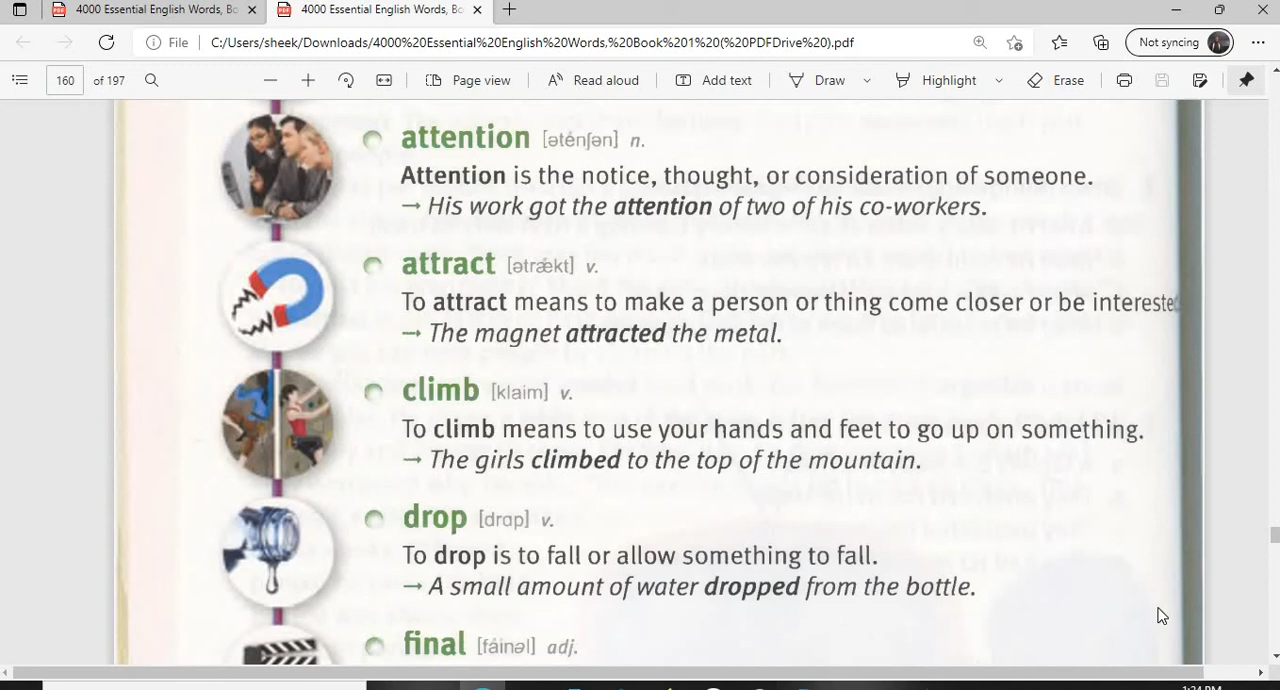 4000 Essential English Words, Bo
4000 Essential English Words, Bo
File
C:/Users/sheek/Downloads/4000%20Essential%20English%20Words,%20Book%201%20(%20PDFDrive%20).pdf
Not syncing
160 of 197
Page view
Read aloud
Add text
Draw
Highlight
Erase
attention [əténʃən] n.
Attention is the notice, thought, or consideration of someone.
→ His work got the attention of two of his co-workers.
attract [ətrǽkt] v.
To attract means to make a person or thing come closer or be interested
→ The magnet attracted the metal.
climb [klaim] v.
To climb means to use your hands and feet to go up on something.
→ The girls climbed to the top of the mountain.
drop [drɑp] v.
To drop is to fall or allow something to fall.
→ A small amount of water dropped from the bottle.
final [fáinəl] adj.
1:24 PM